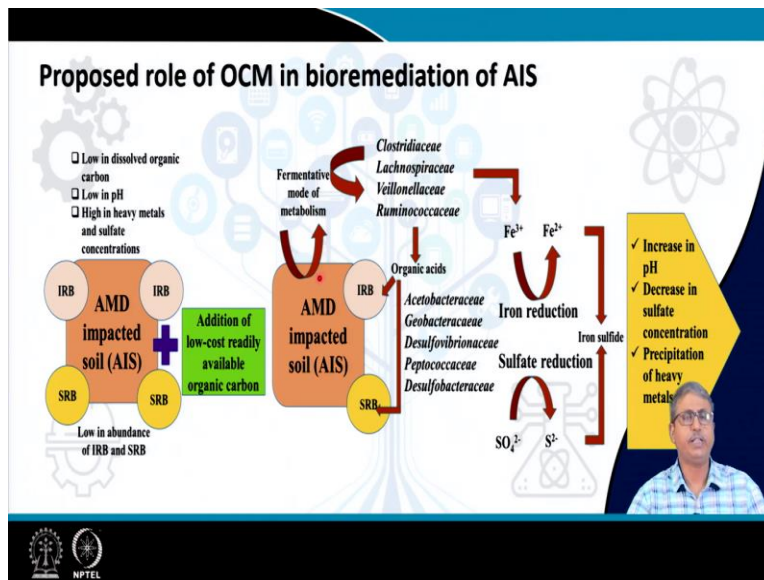 Proposed role of OCM in bioremediation of AIS
❑ Low in dissolved organic
carbon
❑ Low in pH
❑ High in heavy metals
and sulfate
concentrations
IRB
IRB
AMD
impacted
soil (AIS)
SRB
SRB
Low in abundance
of IRB and SRB
Addition of
low-cost readily
available
organic carbon
Fermentative
mode of
metabolism
AMD
impacted
soil (AIS)
IRB
SRB
Clostridiaceae
Lachnospiraceae
Veillonellaceae
Ruminococcaceae
Organic acids
Acetobacteraceae
Geobacteracaeae
Desulfovibrionaceae
Peptococcaceae
Desulfobacteraceae
Fe3+ Fe2+
Iron reduction
Iron sulfide
Sulfate reduction
SO42- S2-
✓ Increase in
pH
✓ Decrease in
sulfate
concentration
✓ Precipitation
of heavy
metals
NPTEL